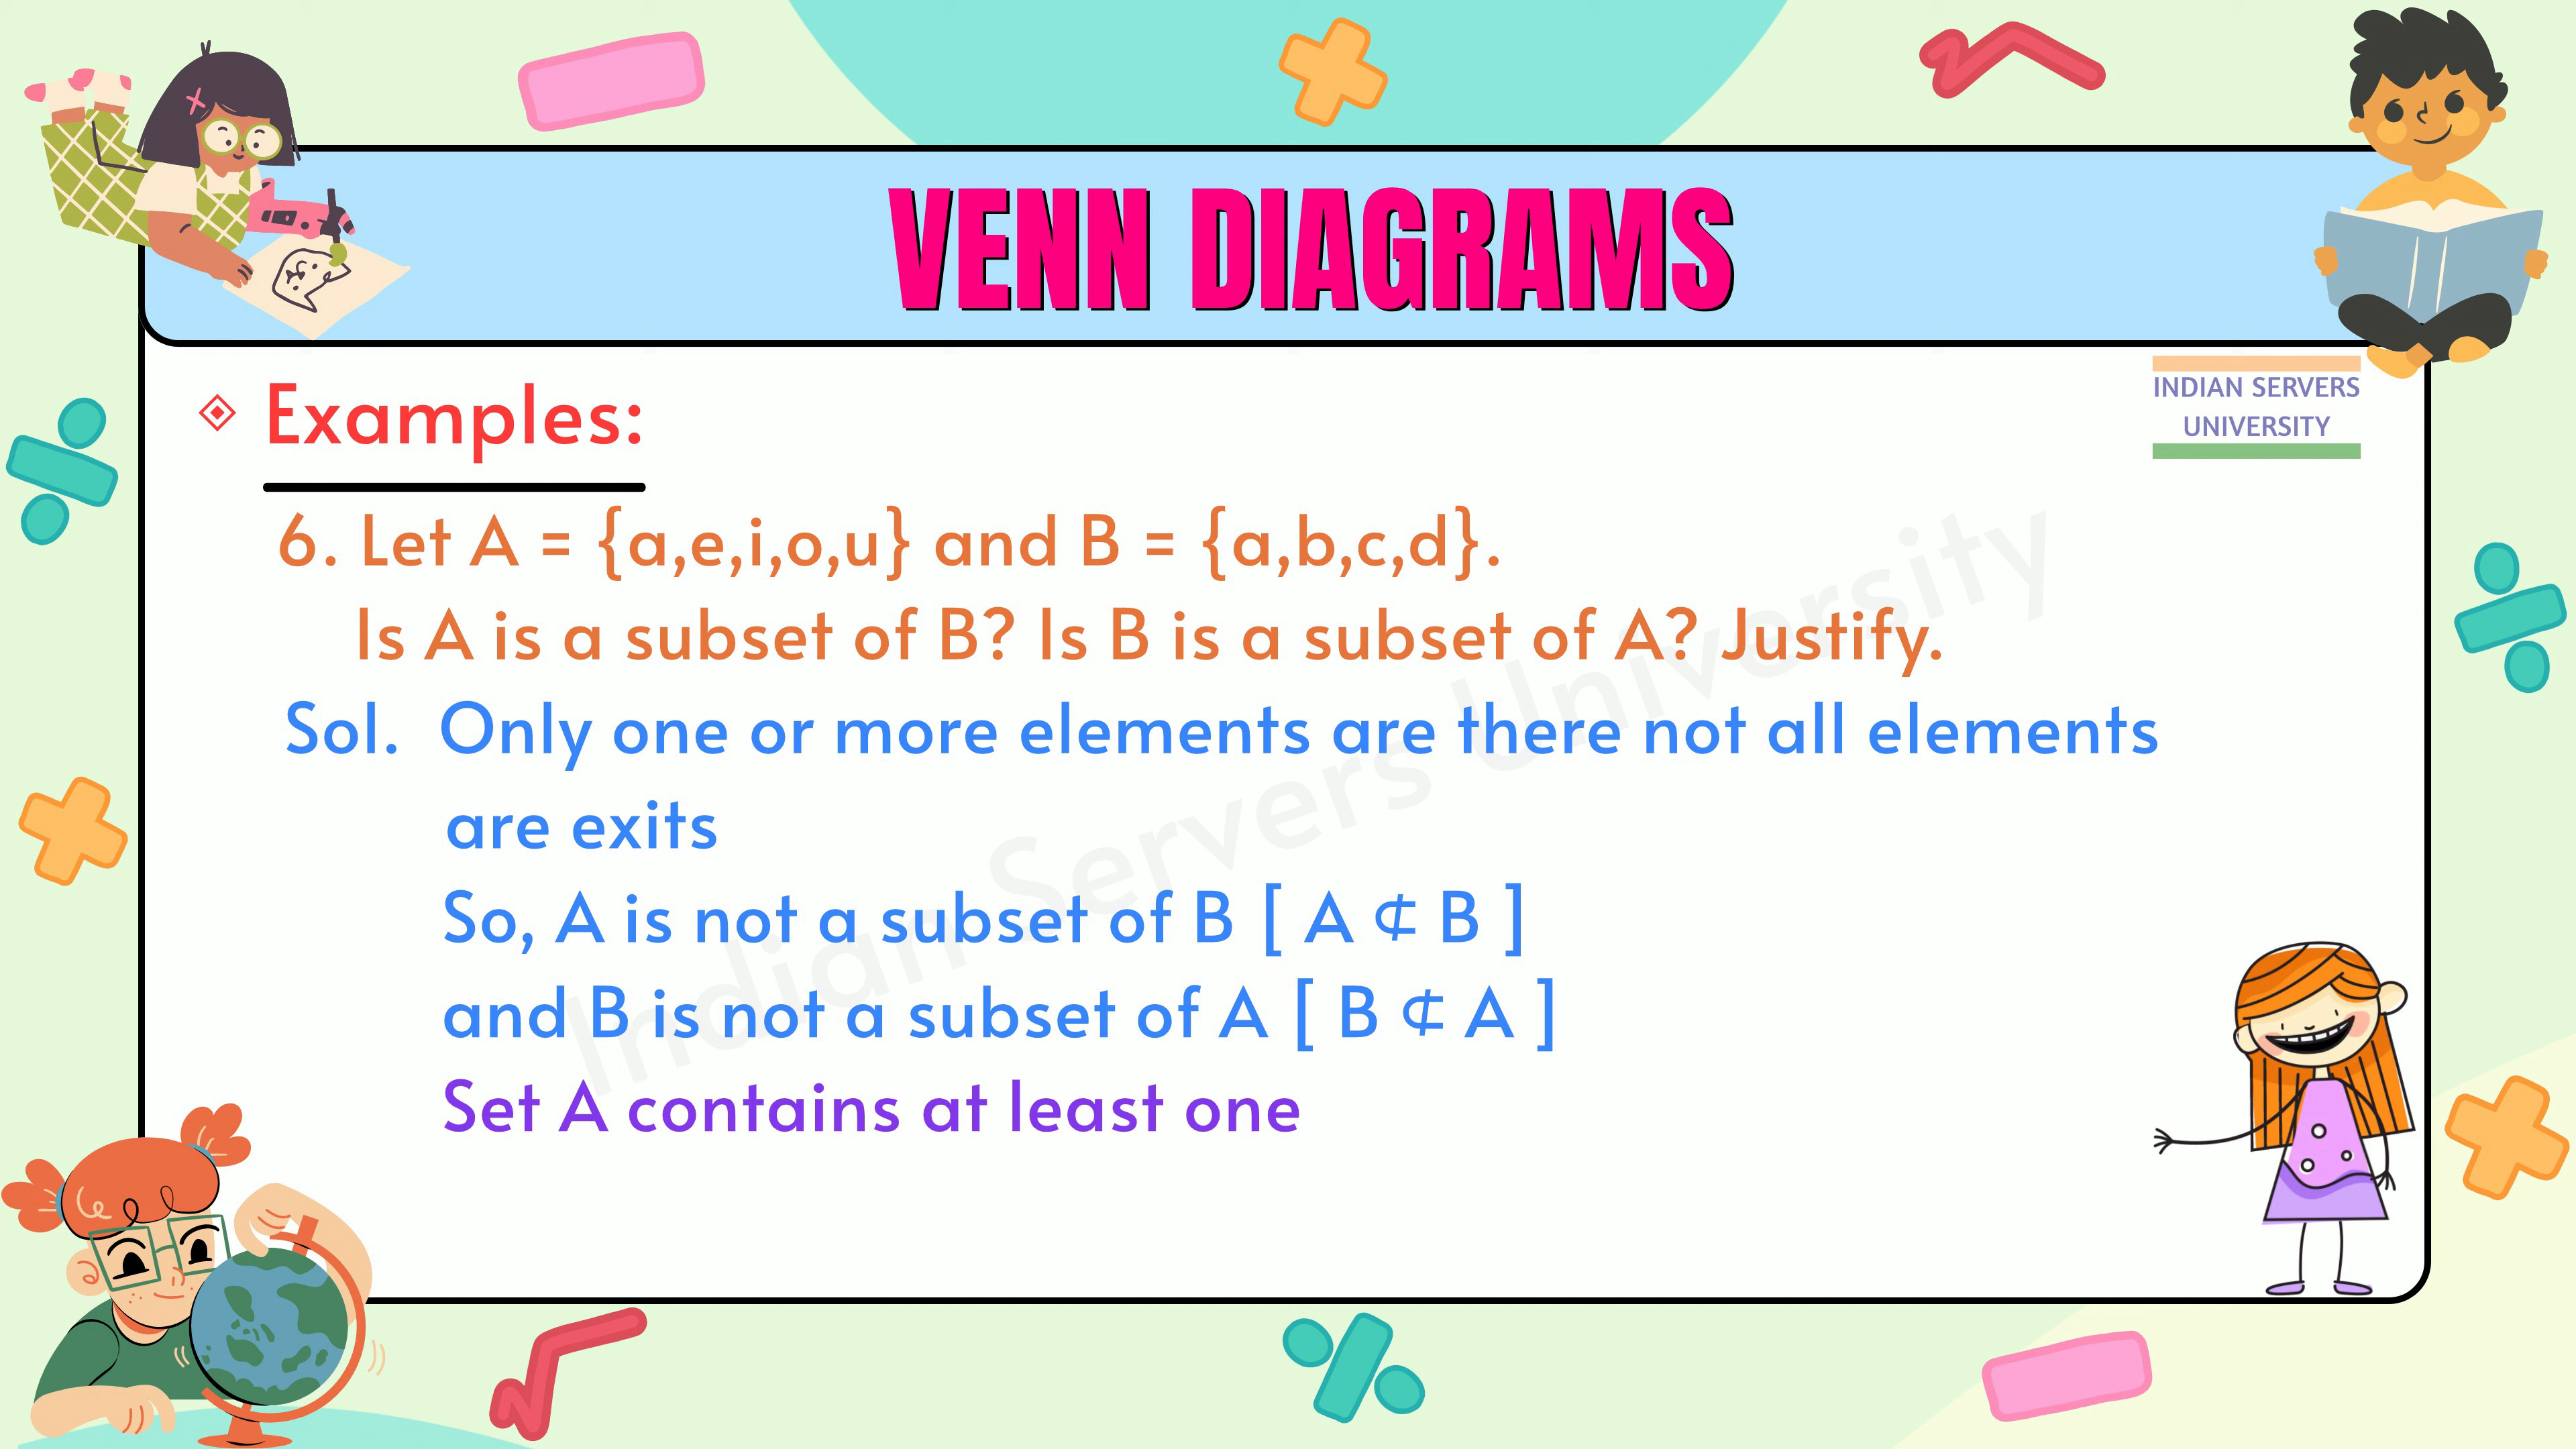 VENN DIAGRAMS
INDIAN SERVERS
UNIVERSITY
Examples:
6. Let A = {a,e,i,o,u} and B = {a,b,c,d}.
Is A is a subset of B? Is B is a subset of A? Justify.
Sol. Only one or more elements are there not all elements
are exits
So, A is not a subset of B [ A ⊄ B ]
and B is not a subset of A [ B ⊄ A ]
Set A contains at least one
Indian Servers University